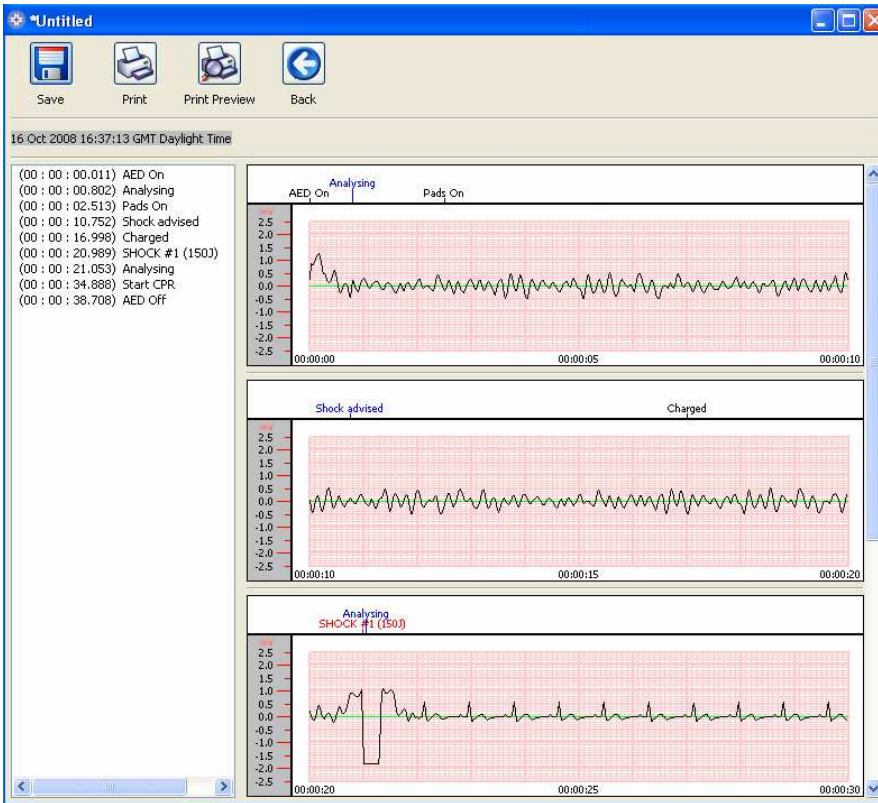 *Untitled
Save Print Print Preview Back
16 Oct 2008 16:37:13 GMT Daylight Time
(00 : 00 : 00.011) AED On
(00 : 00 : 00.802) Analysing
(00 : 00 : 02.513) Pads On
(00 : 00 : 10.752) Shock advised
(00 : 00 : 16.998) Charged
(00 : 00 : 20.989) SHOCK #1 (150J)
(00 : 00 : 21.053) Analysing
(00 : 00 : 34.888) Start CPR
(00 : 00 : 38.708) AED Off
Analysing
AED On Pads On
mV
2.5
2.0
1.5
1.0
0.5
0.0
-0.5
-1.0
-1.5
-2.0
-2.5
00:00:00 00:00:05 00:00:10
Shock advised Charged
mV
2.5
2.0
1.5
1.0
0.5
0.0
-0.5
-1.0
-1.5
-2.0
-2.5
00:00:10 00:00:15 00:00:20
Analysing
SHOCK #1 (150J)
mV
2.5
2.0
1.5
1.0
0.5
0.0
-0.5
-1.0
-1.5
-2.0
-2.5
00:00:20 00:00:25 00:00:30